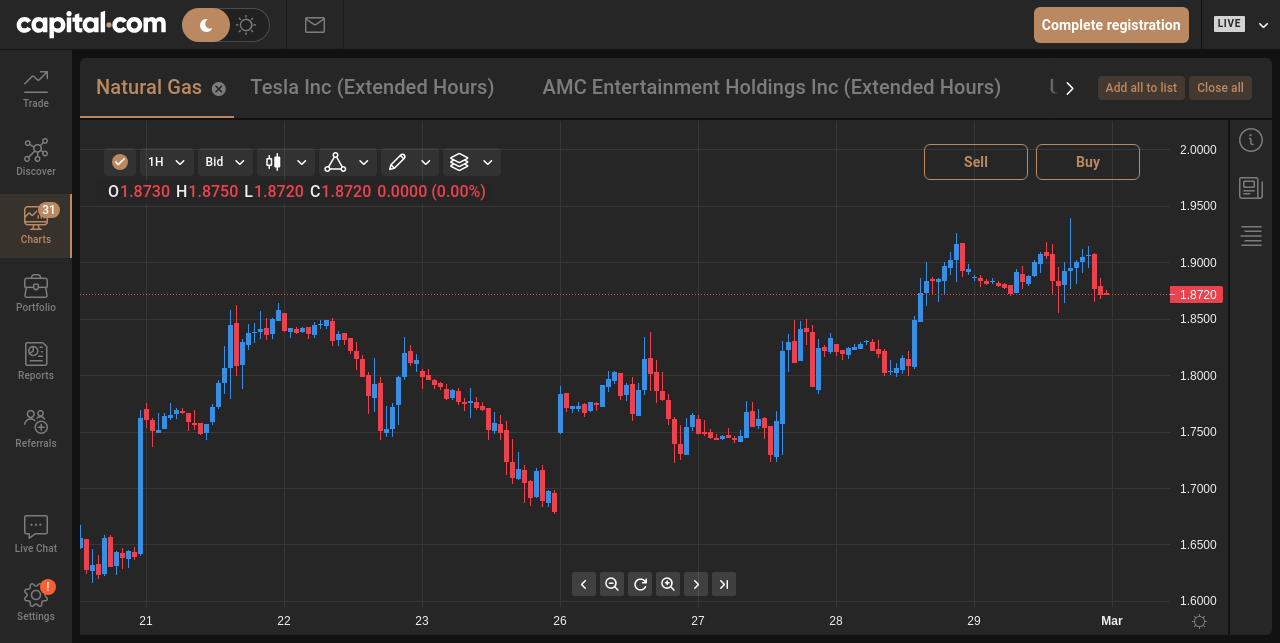 capital.com
Complete registration
LIVE
Trade
Discover
31
Charts
Portfolio
Reports
Referrals
Live Chat
!
Settings
Natural Gas
Tesla Inc (Extended Hours)
AMC Entertainment Holdings Inc (Extended Hours)
Add all to list
Close all
1H
Bid
Sell
Buy
O1.8730 H1.8750 L1.8720 C1.8720 0.0000 (0.00%)
2.0000
1.9500
1.9000
1.8720
1.8500
1.8000
1.7500
1.7000
1.6500
1.6000
21 22 23 26 27 28 29 Mar